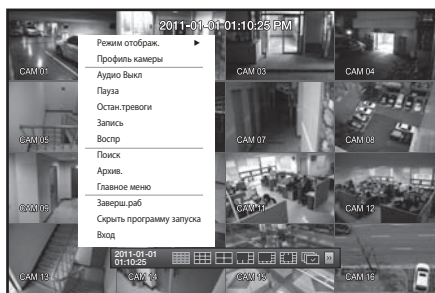 2011-01-01 01:10:25 PM
Режим отображ.
Профиль камеры
Аудио Выкл
Пауза
Остан.тревоги
Запись
Воспр
Поиск
Архив.
Главное меню
Заверш.раб
Скрыть программу запуска
Вход
CAM 01
CAM 03
CAM 04
CAM 05
CAM 07
CAM 08
CAM 09
CAM 11
CAM 12
2011-01-01
01:10:25
CAM 13
CAM 14
CAM 15
CAM 16